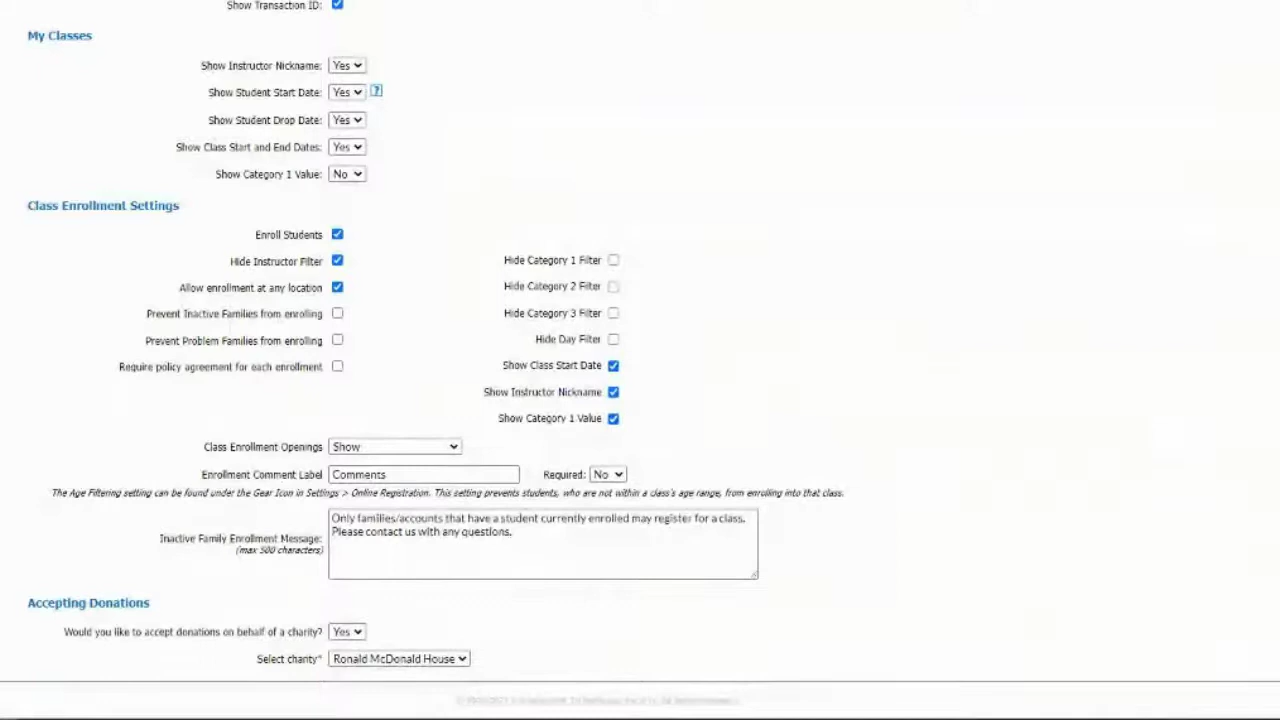 Show Transaction ID:
My Classes
Show Instructor Nickname: Yes
Show Student Start Date: Yes ?
Show Student Drop Date: Yes
Show Class Start and End Dates: Yes
Show Category 1 Value: No
Class Enrollment Settings
Enroll Students
Hide Instructor Filter Hide Category 1 Filter
Allow enrollment at any location Hide Category 2 Filter
Prevent Inactive Families from enrolling Hide Category 3 Filter
Prevent Problem Families from enrolling Hide Day Filter
Require policy agreement for each enrollment Show Class Start Date
Show Instructor Nickname
Show Category 1 Value
Class Enrollment Openings Show
Enrollment Comment Label Comments Required: No
The Age Filtering setting can be found under the Gear Icon in Settings > Online Registration. This setting prevents students, who are not within a class's age range, from enrolling into that class.
Only families/accounts that have a student currently enrolled may register for a class.
Please contact us with any questions.
Inactive Family Enrollment Message:
(max 500 characters)
Accepting Donations
Would you like to accept donations on behalf of a charity? Yes
Select charity* Ronald McDonald House